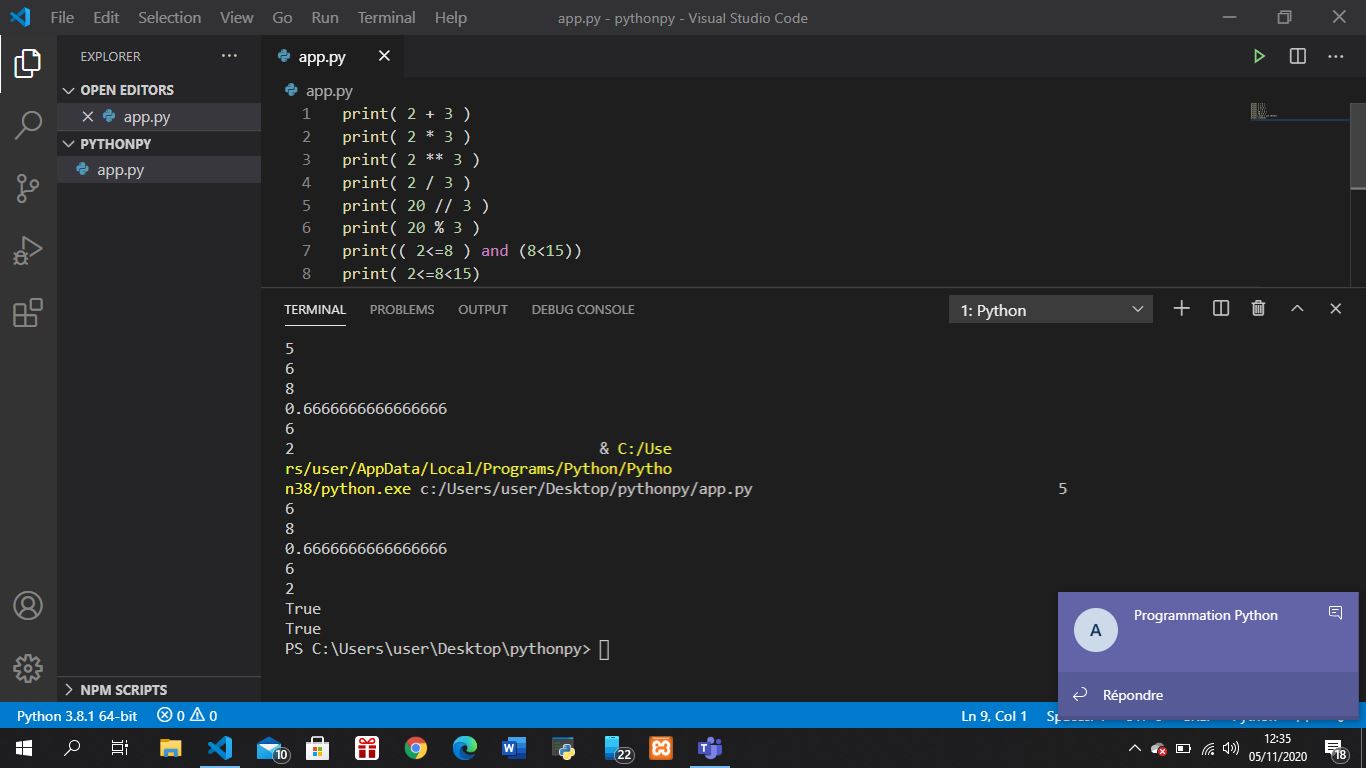 File Edit Selection View Go Run Terminal Help app.py - pythonpy - Visual Studio Code
EXPLORER
OPEN EDITORS
app.py
PYTHONPY
app.py
NPM SCRIPTS
app.py
app.py
1 print( 2 + 3 )
2 print( 2 * 3 )
3 print( 2 ** 3 )
4 print( 2 / 3 )
5 print( 20 // 3 )
6 print( 20 % 3 )
7 print(( 2<=8 ) and (8<15))
8 print( 2<=8<15)
TERMINAL PROBLEMS OUTPUT DEBUG CONSOLE 1: Python
5
6
8
0.6666666666666666
6
2 & C:/Use
rs/user/AppData/Local/Programs/Python/Pytho
n38/python.exe c:/Users/user/Desktop/pythonpy/app.py 5
6
8
0.6666666666666666
6
2
True
True
PS C:\Users\user\Desktop\pythonpy>
A Programmation Python
Répondre
Python 3.8.1 64-bit 0 0 Ln 9, Col 1
10 22 12:35
05/11/2020 18